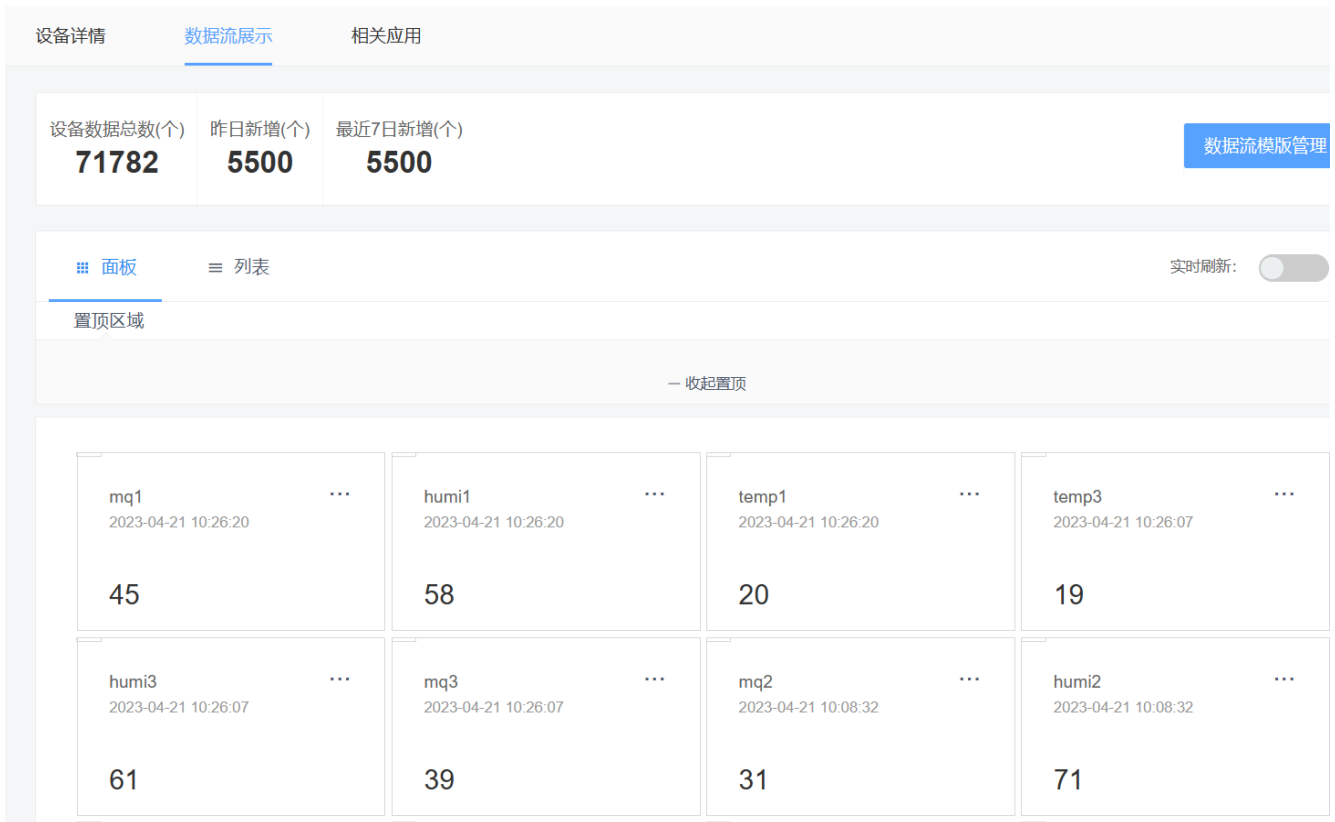 设备详情 数据流展示 相关应用
设备数据总数(个) 昨日新增(个) 最近7日新增(个)
71782 5500 5500
数据流模版管理
面板 列表 实时刷新:
置顶区域
一 收起置顶
mq1 ... humi1 ... temp1 ... temp3 ...
2023-04-21 10:26:20 2023-04-21 10:26:20 2023-04-21 10:26:20 2023-04-21 10:26:07
45 58 20 19
humi3 ... mq3 ... mq2 ... humi2 ...
2023-04-21 10:26:07 2023-04-21 10:26:07 2023-04-21 10:08:32 2023-04-21 10:08:32
61 39 31 71